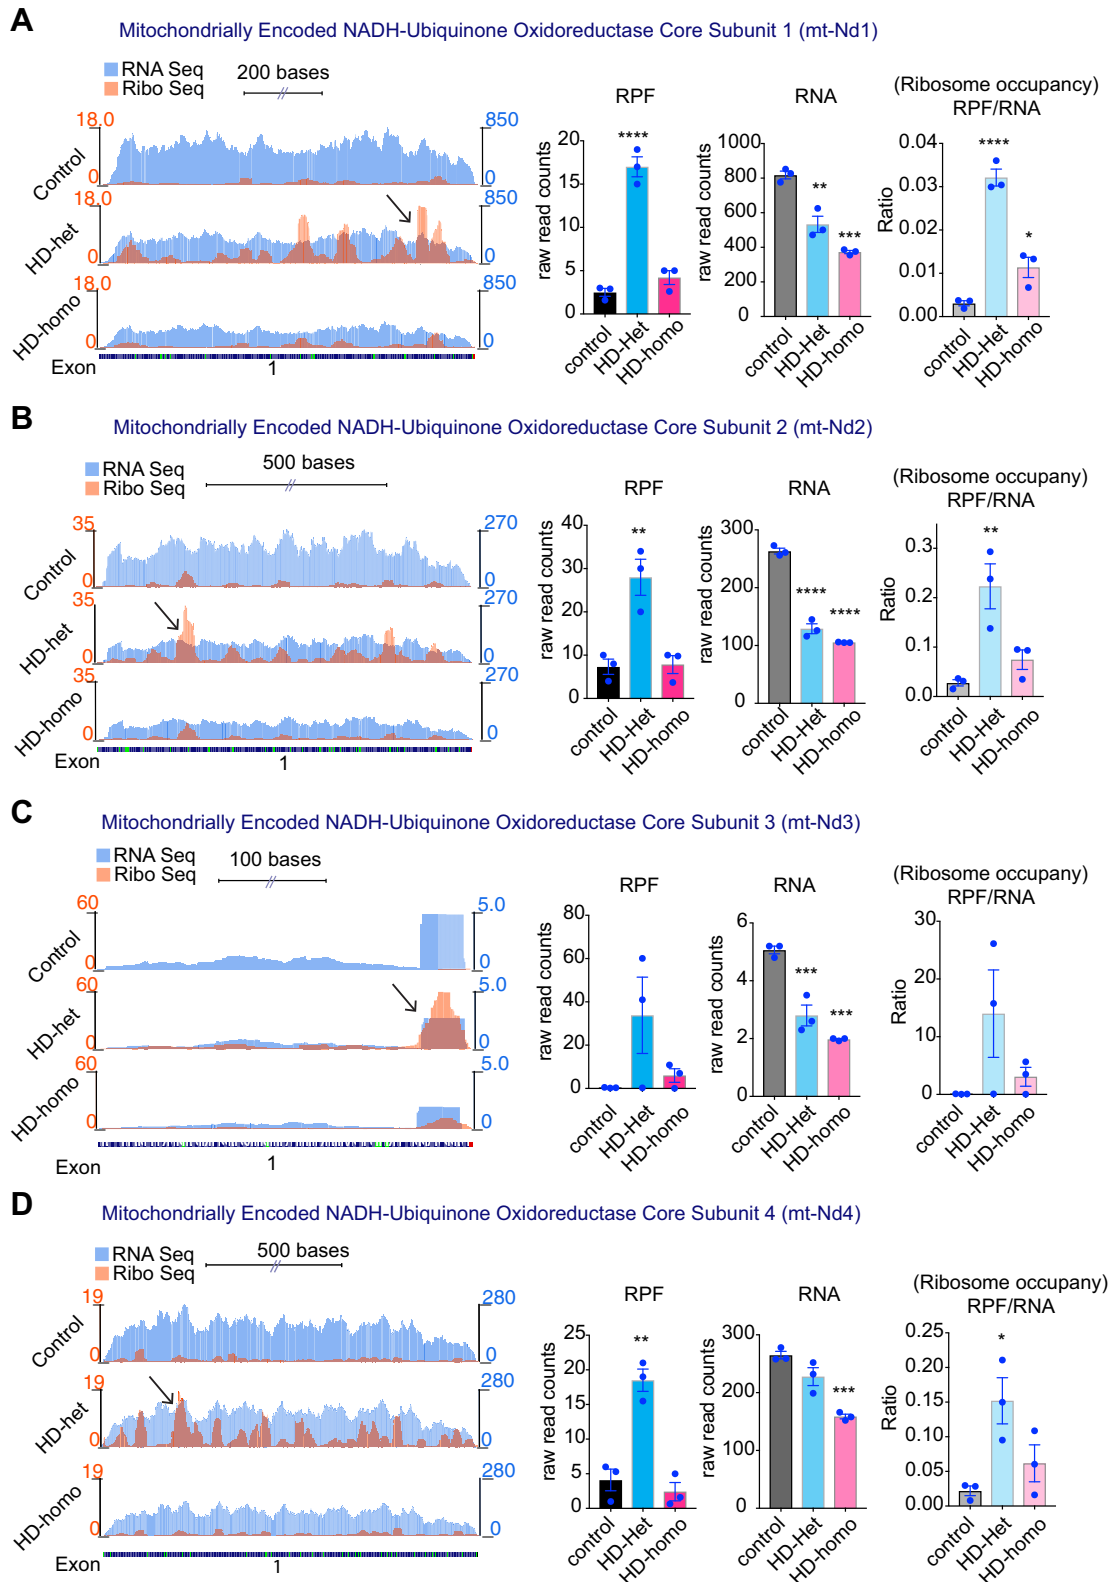 A
Mitochondrially Encoded NADH-Ubiquinone Oxidoreductase Core Subunit 1 (mt-Nd1)
RNA Seq
Ribo Seq
200 bases
Control
18.0
0
850
0
HD-het
18.0
0
850
0
HD-homo
18.0
0
850
0
Exon
1
RPF
raw read counts
20
15
10
5
0
****
control
HD-Het
HD-homo
RNA
raw read counts
1000
800
600
400
200
0
**
***
control
HD-Het
HD-homo
(Ribosome occupancy)
RPF/RNA
Ratio
0.04
0.03
0.02
0.01
0.00
****
*
control
HD-Het
HD-homo
B
Mitochondrially Encoded NADH-Ubiquinone Oxidoreductase Core Subunit 2 (mt-Nd2)
RNA Seq
Ribo Seq
500 bases
Control
35
0
270
0
HD-het
35
0
270
0
HD-homo
35
0
270
0
Exon
1
RPF
raw read counts
40
30
20
10
0
**
control
HD-Het
HD-homo
RNA
raw read counts
300
200
100
0
****
****
control
HD-Het
HD-homo
(Ribosome occupany)
RPF/RNA
Ratio
0.3
0.2
0.1
0.0
**
control
HD-Het
HD-homo
C
Mitochondrially Encoded NADH-Ubiquinone Oxidoreductase Core Subunit 3 (mt-Nd3)
RNA Seq
Ribo Seq
100 bases
Control
60
0
5.0
0
HD-het
60
0
5.0
0
HD-homo
60
0
5.0
0
Exon
1
RPF
raw read counts
80
60
40
20
0
control
HD-Het
HD-homo
RNA
raw read counts
6
4
2
0
***
***
control
HD-Het
HD-homo
(Ribosome occupany)
RPF/RNA
Ratio
30
20
10
0
control
HD-Het
HD-homo
D
Mitochondrially Encoded NADH-Ubiquinone Oxidoreductase Core Subunit 4 (mt-Nd4)
RNA Seq
Ribo Seq
500 bases
Control
19
0
280
0
HD-het
19
0
280
0
HD-homo
19
0
280
0
Exon
1
RPF
raw read counts
25
20
15
10
5
0
**
control
HD-Het
HD-homo
RNA
raw read counts
300
200
100
0
***
control
HD-Het
HD-homo
(Ribosome occupany)
RPF/RNA
Ratio
0.25
0.20
0.15
0.10
0.05
0.00
*
control
HD-Het
HD-homo